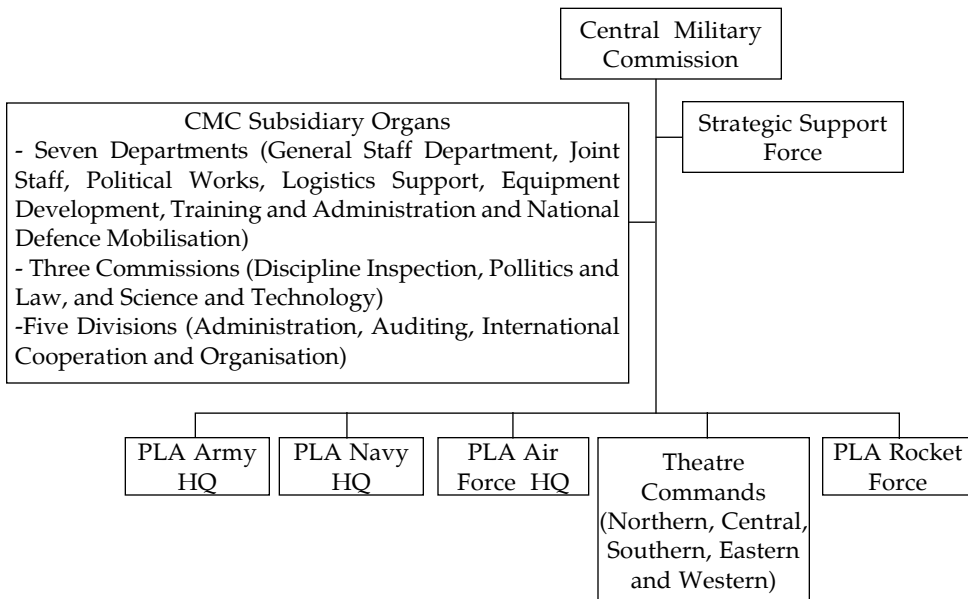 Central Military
Commission
Strategic Support
Force
CMC Subsidiary Organs
- Seven Departments (General Staff Department, Joint
Staff, Political Works, Logistics Support, Equipment
Development, Training and Administration and National
Defence Mobilisation)
- Three Commissions (Discipline Inspection, Pollitics and
Law, and Science and Technology)
-Five Divisions (Administration, Auditing, International
Cooperation and Organisation)
PLA Army
HQ
PLA Navy
HQ
PLA Air
Force HQ
Theatre
Commands
(Northern, Central,
Southern, Eastern
and Western)
PLA Rocket
Force